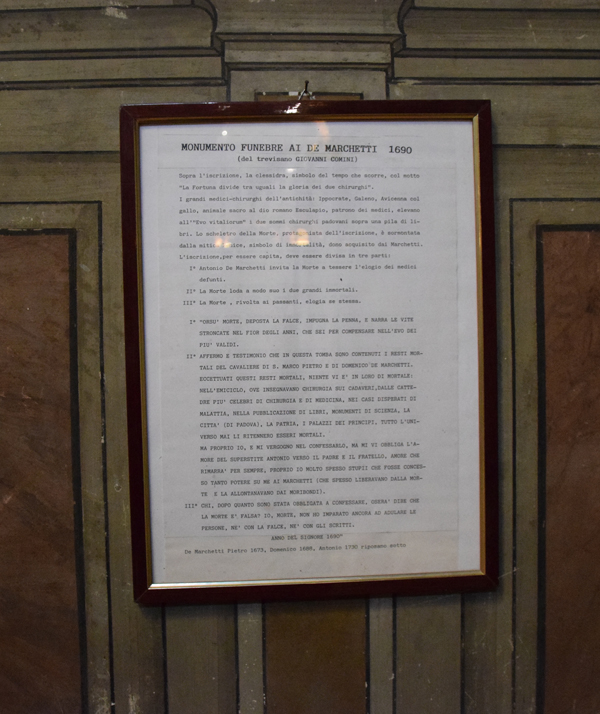 MONUMENTO FUNEBRE AI DE MARCHETTI 1690
(del trevisano GIOVANNI COMINI)
Sopra l'iscrizione, la clessidra, simbolo del tempo che scorre, col motto
"La Fortuna divide tra uguali la gloria dei due chirurghi".
I grandi medici-chirurghi dell'antichità: Ippocrate, Galeno, Avicenna col
gallo, animale sacro al dio romano Esculapio, patrono dei medici, elevano
all'"Evo vitaliorum" i due sommi chirurghi padovani sopra una pila di li-
bri. Lo scheletro della Morte, protagonista dell'iscrizione, è sormontata
dalla mitica simbolo di dono acquisito dai Marchetti.
L'iscrizione,per essere capita, deve essere divisa in tre parti:
I° Antonio De Marchetti invita la Morte a tessere l'elogio dei medici
defunti.
II° La Morte loda a modo suo i due grandi immortali.
III° La Morte , rivolta ai passanti, elogia se stessa.
I° "ORSU' MORTE, DEPOSTA LA FALCE, IMPUGNA LA PENNA, E NARRA LE VITE
STRONCATE NEL FIOR DEGLI ANNI, CHE SEI PER COMPENSARE NELL'EVO DEI
PIU' VALIDI.
II° AFFERMO E TESTIMONIO CHE IN QUESTA TOMBA SONO CONTENUTI I RESTI MOR-
TALI DEL CAVALIERE DI S. MARCO PIETRO E DI DOMENICO DE MARCHETTI.
ECCETTUATI QUESTI RESTI MORTALI, NIENTE VI E' IN LORO DI MORTALE:
NELL'EMICICLO, OVE INSEGNAVANO CHIRURGIA SUI CADAVERI,DALLE CATTE-
DRE PIU' CELEBRI DI CHIRURGIA E DI MEDICINA, NEI CASI DISPERATI DI
MALATTIA, NELLA PUBBLICAZIONE DI LIBRI, MONUMENTI DI SCIENZA, LA
CITTA' (DI PADOVA), LA PATRIA, I PALAZZI DEI PRINCIPI, TUTTO L'UNI-
VERSO MAI LI RITENNERO ESSERI MORTALI.
MA PROPRIO IO, E MI VERGOGNO NEL CONFESSARLO, MA MI VI OBBLIGA L'A-
MORE DEL SUPERSTITE ANTONIO VERSO IL PADRE E IL FRATELLO, AMORE CHE
RIMARRA' PER SEMPRE, PROPRIO IO MOLTO SPESSO STUPII CHE FOSSE CONCES-
SO TANTO POTERE SU ME AI MARCHETTI (CHE SPESSO LIBERAVANO DALLA MOR-
TE E LA ALLONTANAVANO DAI MORIBONDI).
III° CHI, DOPO QUANTO SONO STATA OBBLIGATA A CONFESSARE, OSERA' DIRE CHE
LA MORTE E' FALSA? IO, MORTE, NON HO IMPARATO ANCORA AD ADULARE LE
PERSONE, NE' CON LA FALCE, NE' CON GLI SCRITTI.
ANNO DEL SIGNORE 1690"
De Marchetti Pietro 1673, Domenico 1688, Antonio 1730 riposano sotto